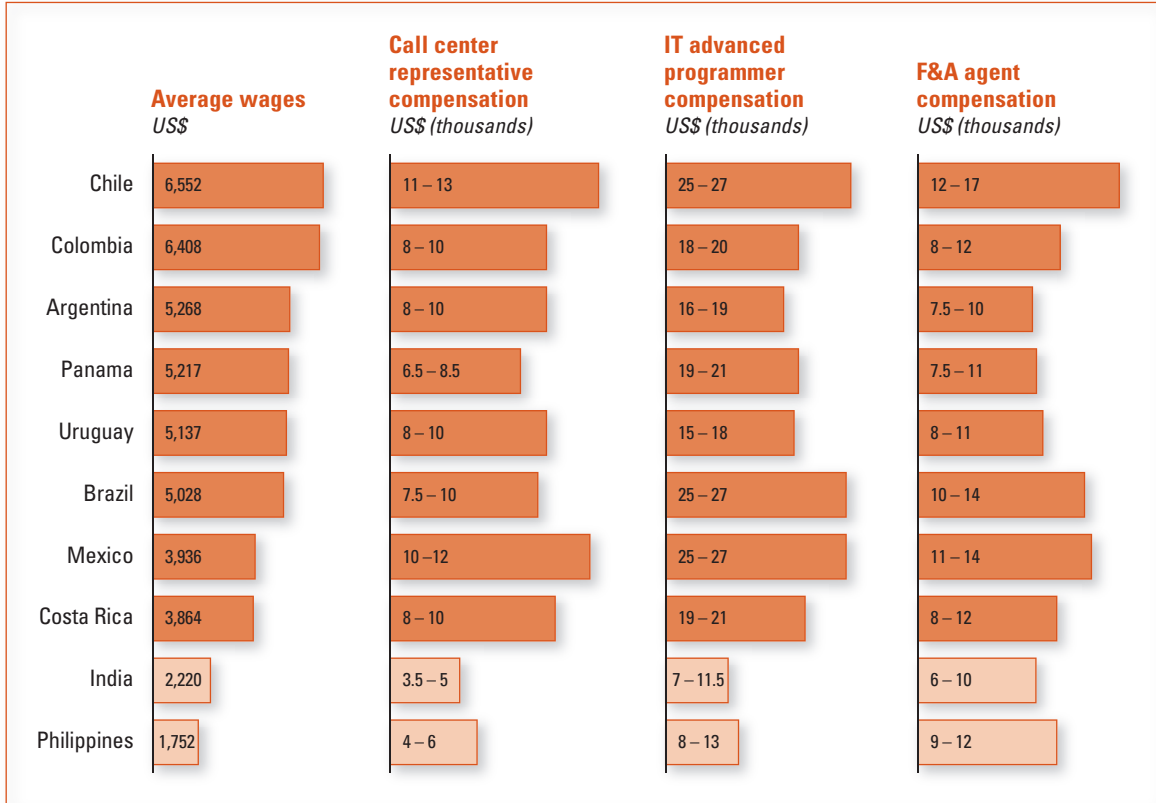 Average wages
US$
Call center
representative
compensation
US$ (thousands)
IT advanced
programmer
compensation
US$ (thousands)
F&A agent
compensation
US$ (thousands)
Chile 6,552 11 – 13 25 – 27 12 – 17
Colombia 6,408 8 – 10 18 – 20 8 – 12
Argentina 5,268 8 – 10 16 – 19 7.5 – 10
Panama 5,217 6.5 – 8.5 19 – 21 7.5 – 11
Uruguay 5,137 8 – 10 15 – 18 8 – 11
Brazil 5,028 7.5 – 10 25 – 27 10 – 14
Mexico 3,936 10 –12 25 – 27 11 – 14
Costa Rica 3,864 8 – 10 19 – 21 8 – 12
India 2,220 3.5 – 5 7 – 11.5 6 – 10
Philippines 1,752 4 – 6 8 – 13 9 – 12